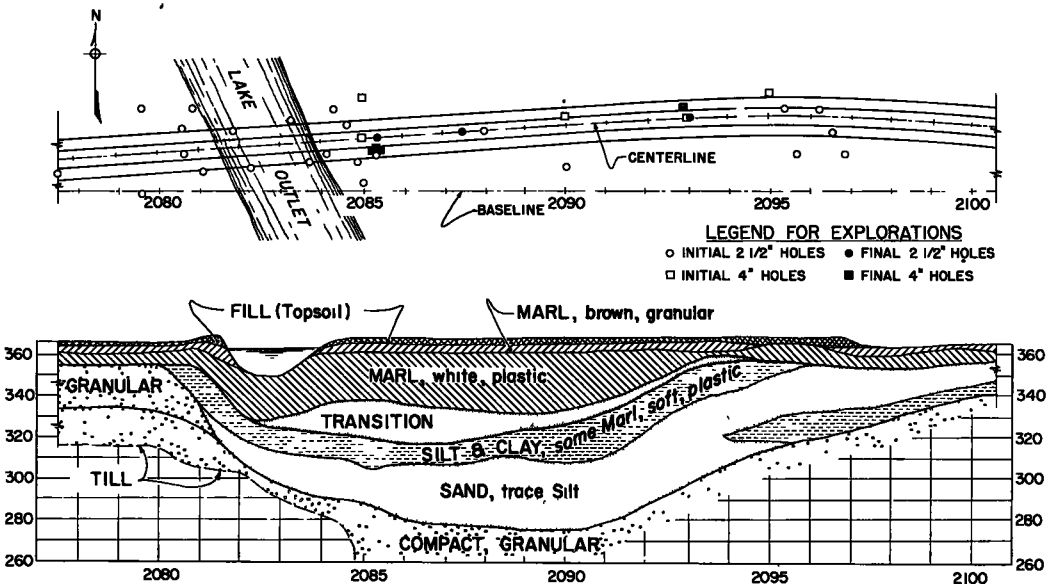 N
LAKE
OUTLET
CENTERLINE
BASELINE
2080 2085 2090 2095 2100
LEGEND FOR EXPLORATIONS
INITIAL 2 1/2" HOLES FINAL 2 1/2" HOLES
INITIAL 4" HOLES FINAL 4" HOLES
FILL (Topsoil) MARL, brown, granular
360 360
GRANULAR MARL, white, plastic
340 340
TRANSITION
SILT & CLAY, some Marl, soft, plastic
320 320
TILL
300 300
SAND, trace Silt
280 280
COMPACT, GRANULAR
260 260
2080 2085 2090 2095 2100